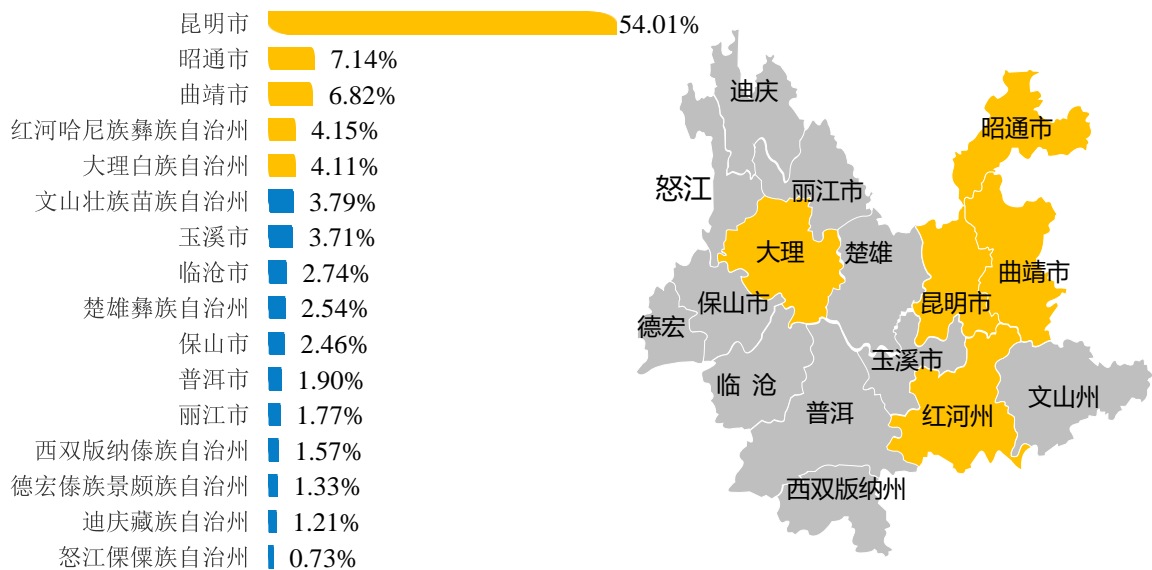 昆明市 54.01%
昭通市 7.14%
曲靖市 6.82%
红河哈尼族彝族自治州 4.15%
大理白族自治州 4.11%
文山壮族苗族自治州 3.79%
玉溪市 3.71%
临沧市 2.74%
楚雄彝族自治州 2.54%
保山市 2.46%
普洱市 1.90%
丽江市 1.77%
西双版纳傣族自治州 1.57%
德宏傣族景颇族自治州 1.33%
迪庆藏族自治州 1.21%
怒江傈僳族自治州 0.73%
迪庆
昭通市
怒江
丽江市
大理
楚雄
曲靖市
保山市
昆明市
德宏
玉溪市
临 沧
文山州
普洱
红河州
西双版纳州